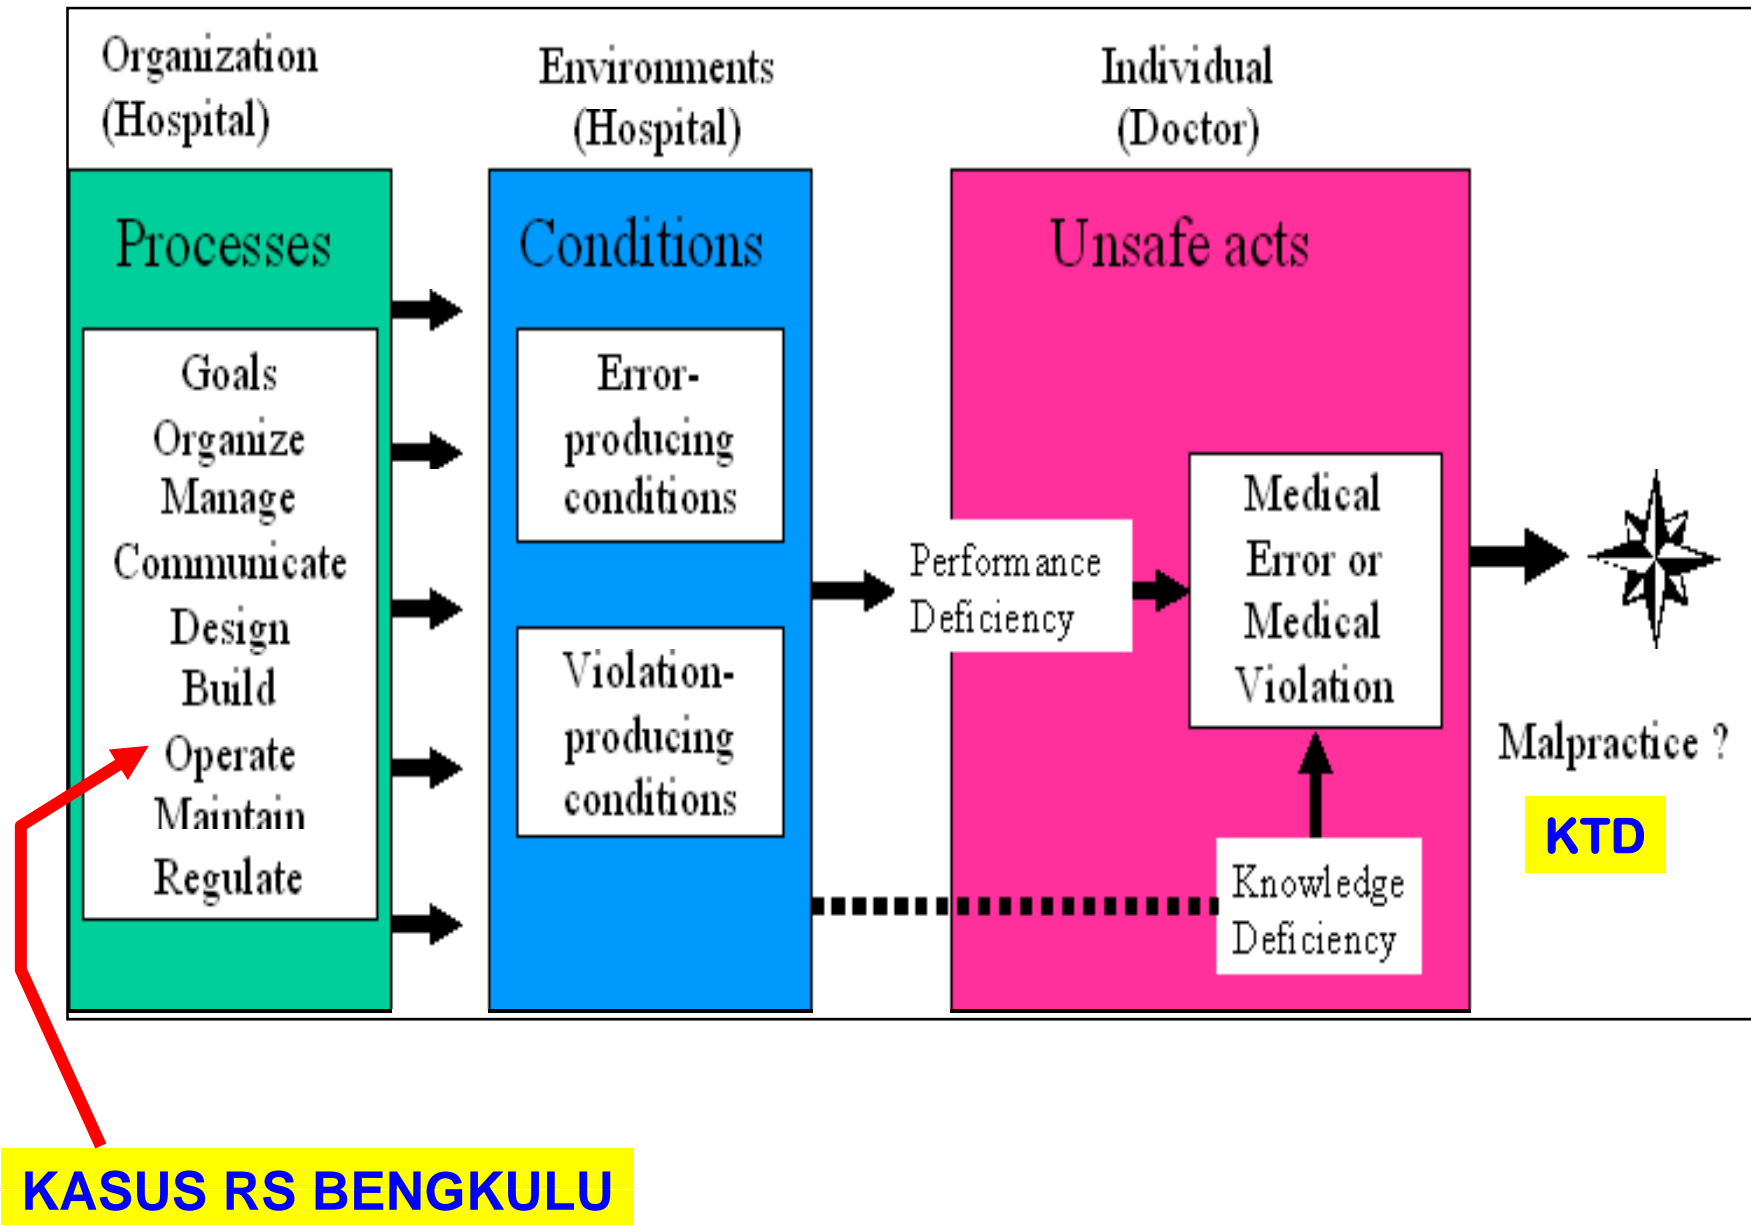 Organization
(Hospital)
Environments
(Hospital)
Individual
(Doctor)
Processes
Goals
Organize
Manage
Communicate
Design
Build
Operate
Maintain
Regulate
Conditions
Error-
producing
conditions
Violation-
producing
conditions
Unsafe acts
Performance
Deficiency
Medical
Error or
Medical
Violation
Knowledge
Deficiency
Malpractice ?
KTD
KASUS RS BENGKULU